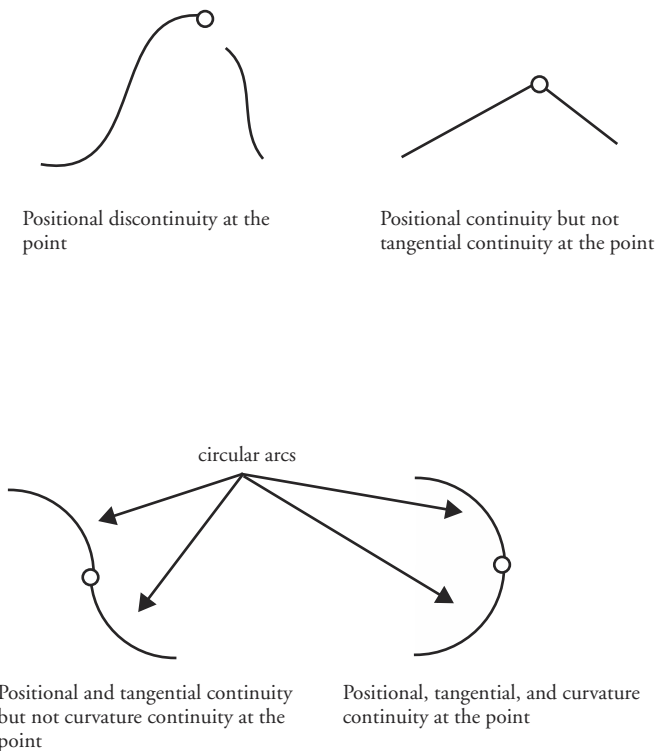 Positional discontinuity at the
point
Positional continuity but not
tangential continuity at the point
circular arcs
Positional and tangential continuity
but not curvature continuity at the
point
Positional, tangential, and curvature
continuity at the point